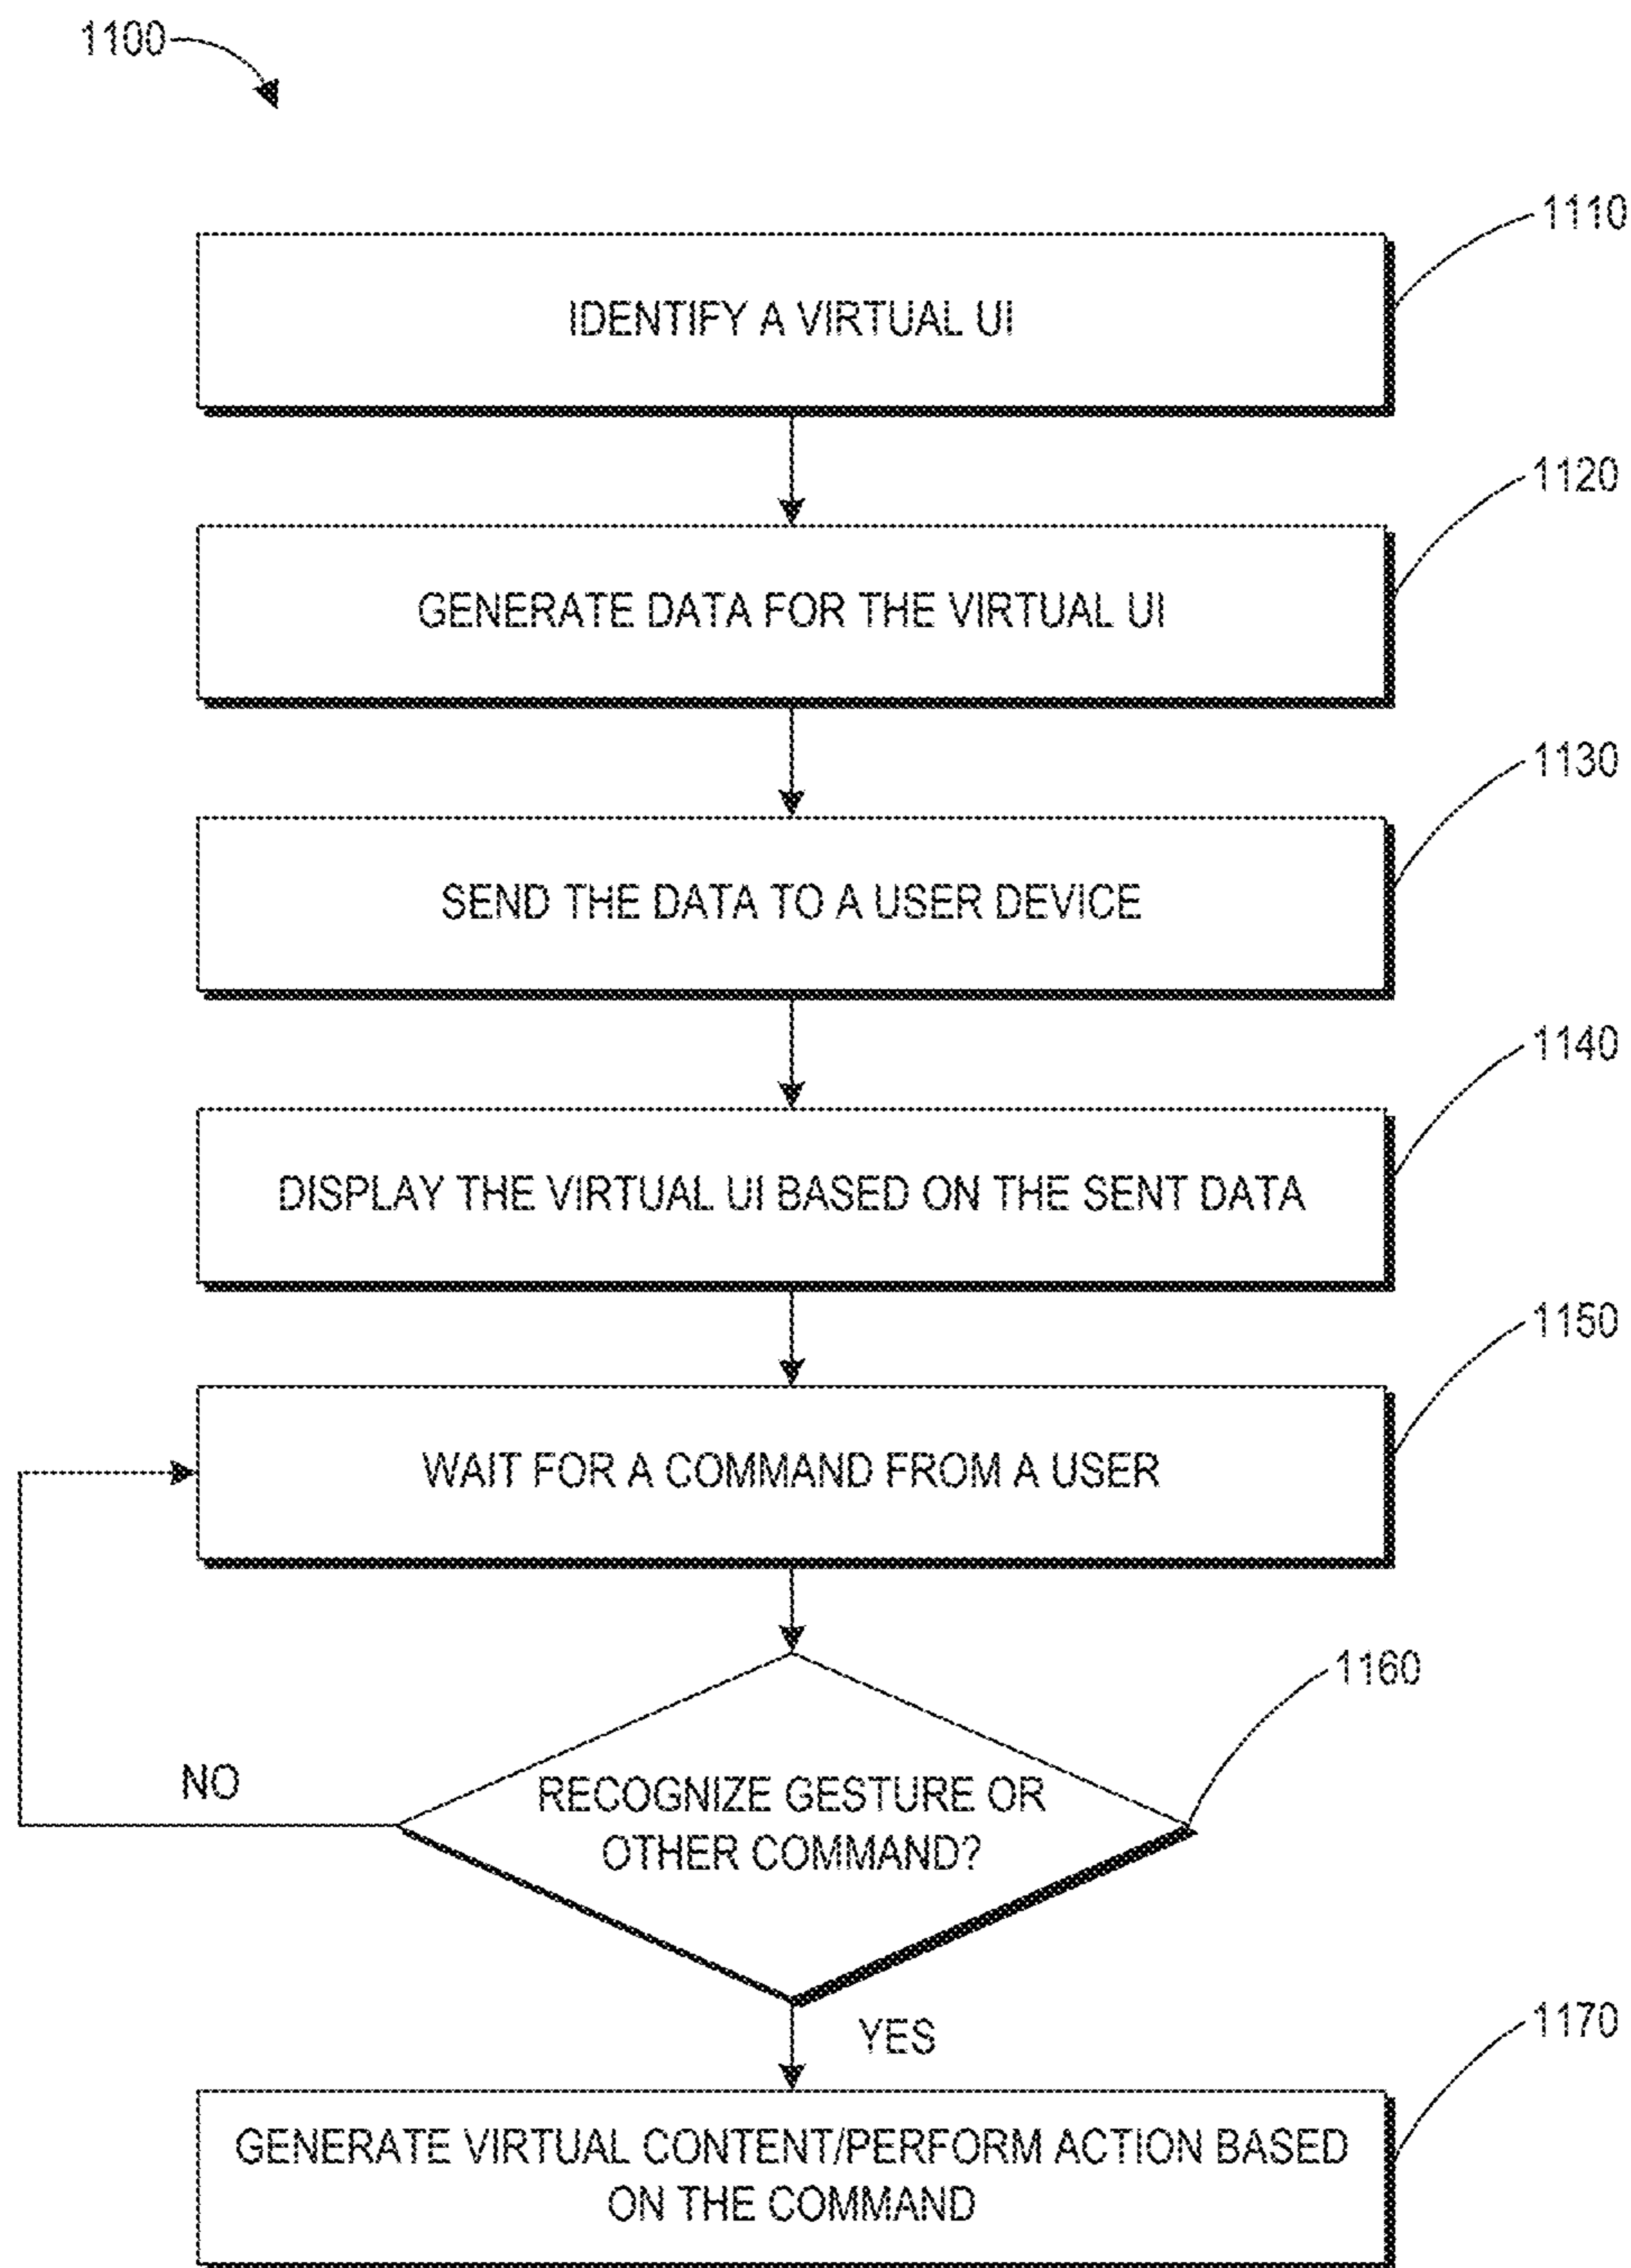 1100
1110
IDENTIFY A VIRTUAL UI
1120
GENERATE DATA FOR THE VIRTUAL UI
1130
SEND THE DATA TO A USER DEVICE
1140
DISPLAY THE VIRTUAL UI BASED ON THE SENT DATA
1150
WAIT FOR A COMMAND FROM A USER
1160
NO
RECOGNIZE GESTURE OR
OTHER COMMAND?
YES
1170
GENERATE VIRTUAL CONTENT/PERFORM ACTION BASED
ON THE COMMAND